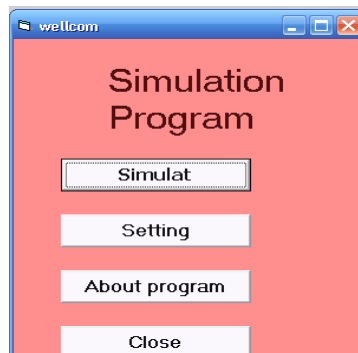 wellcom
Simulation
Program
Simulat
Setting
About program
Close